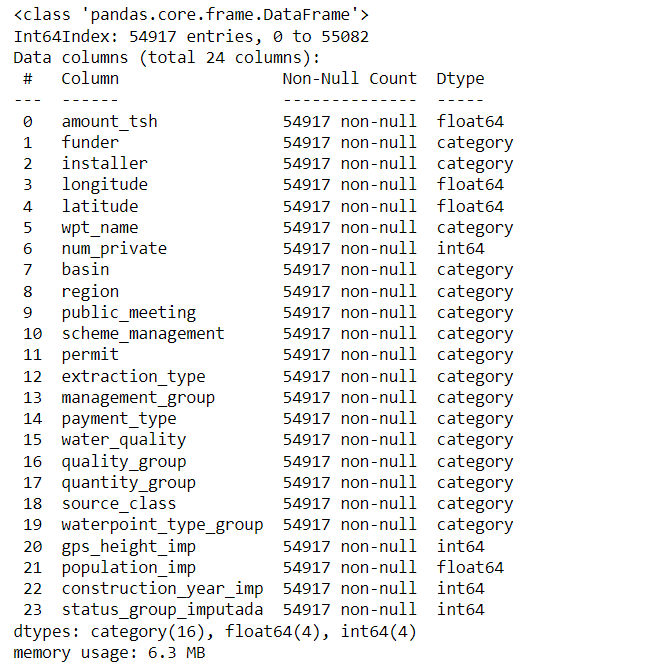 <class 'pandas.core.frame.DataFrame'>
Int64Index: 54917 entries, 0 to 55082
Data columns (total 24 columns):
 #   Column                 Non-Null Count  Dtype
---  ------                 --------------  -----
 0   amount_tsh             54917 non-null  float64
 1   funder                 54917 non-null  category
 2   installer              54917 non-null  category
 3   longitude              54917 non-null  float64
 4   latitude               54917 non-null  float64
 5   wpt_name               54917 non-null  category
 6   num_private            54917 non-null  int64
 7   basin                  54917 non-null  category
 8   region                 54917 non-null  category
 9   public_meeting         54917 non-null  category
 10  scheme_management      54917 non-null  category
 11  permit                 54917 non-null  category
 12  extraction_type        54917 non-null  category
 13  management_group       54917 non-null  category
 14  payment_type           54917 non-null  category
 15  water_quality          54917 non-null  category
 16  quality_group          54917 non-null  category
 17  quantity_group         54917 non-null  category
 18  source_class           54917 non-null  category
 19  waterpoint_type_group  54917 non-null  category
 20  gps_height_imp         54917 non-null  int64
 21  population_imp         54917 non-null  float64
 22  construction_year_imp  54917 non-null  int64
 23  status_group_imputada  54917 non-null  int64
dtypes: category(16), float64(4), int64(4)
memory usage: 6.3 MB